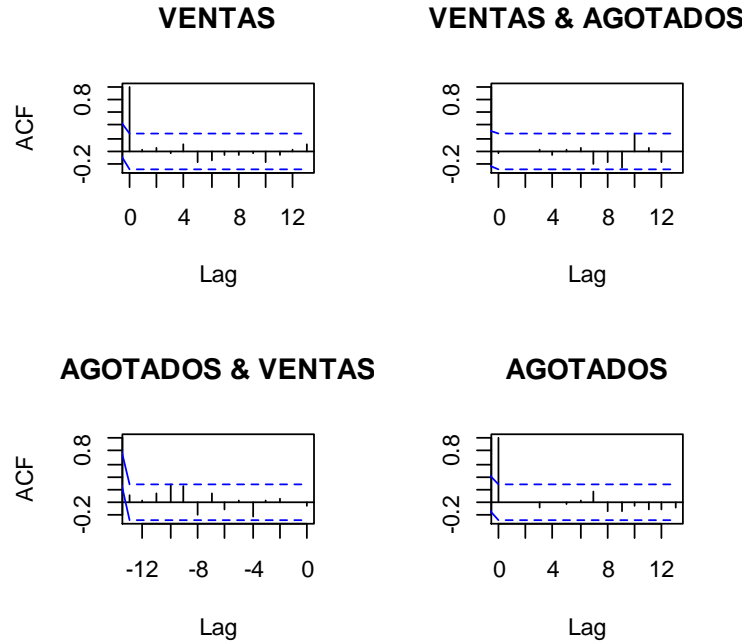 VENTAS
VENTAS & AGOTADOS
ACF
0.8
-0.2
0 4 8 12
Lag
0.8
-0.2
0 4 8 12
Lag
AGOTADOS & VENTAS
AGOTADOS
ACF
0.8
-0.2
-12 -8 -4 0
Lag
0.8
-0.2
0 4 8 12
Lag